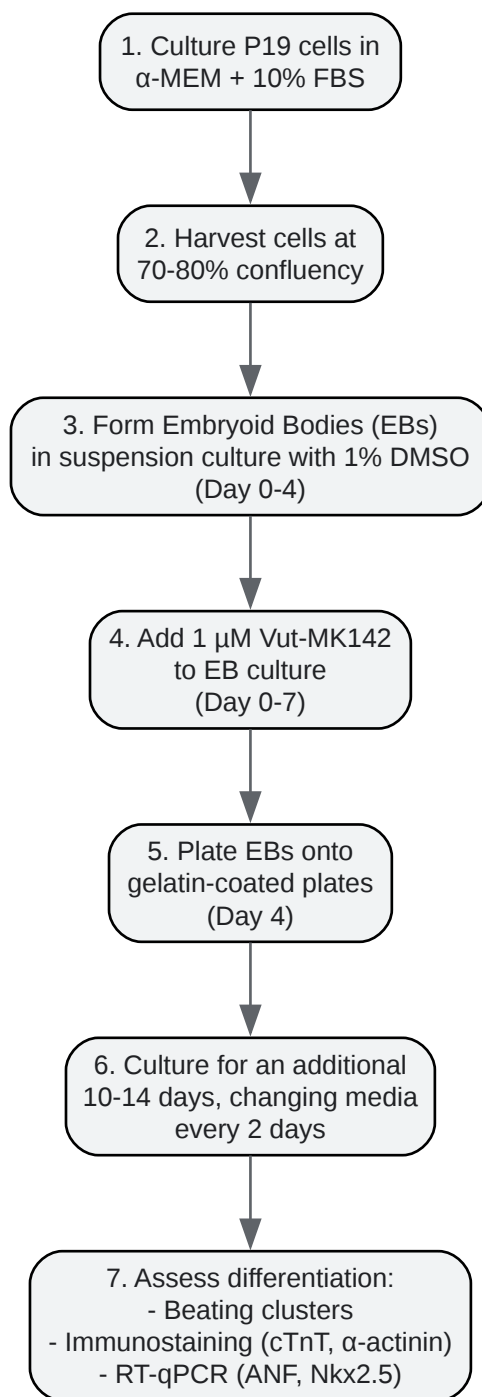 1. Culture P19 cells in
α-MEM + 10% FBS
2. Harvest cells at
70-80% confluency
3. Form Embryoid Bodies (EBs)
in suspension culture with 1% DMSO
(Day 0-4)
4. Add 1 µM Vut-MK142
to EB culture
(Day 0-7)
5. Plate EBs onto
gelatin-coated plates
(Day 4)
6. Culture for an additional
10-14 days, changing media
every 2 days
7. Assess differentiation:
- Beating clusters
- Immunostaining (cTnT, α-actinin)
- RT-qPCR (ANF, Nkx2.5)